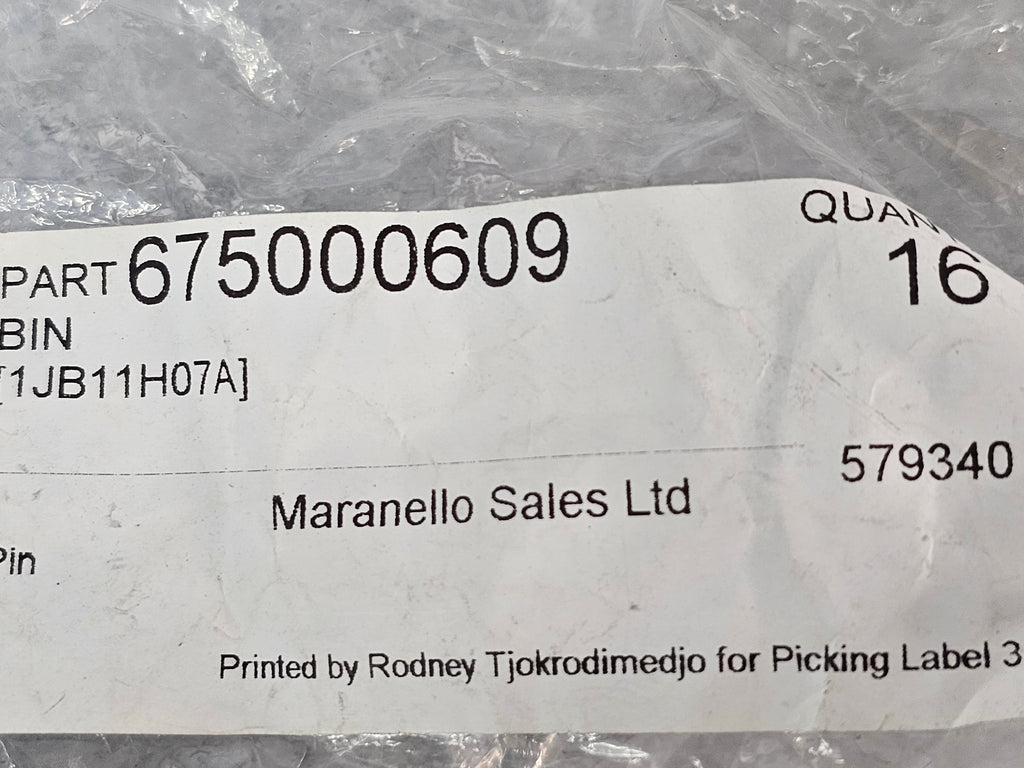 PART 675000609
QUAN
16
BIN
[1JB11H07A]
579340
Maranello Sales Ltd
Pin
Printed by Rodney Tjokrodimedjo for Picking Label 3